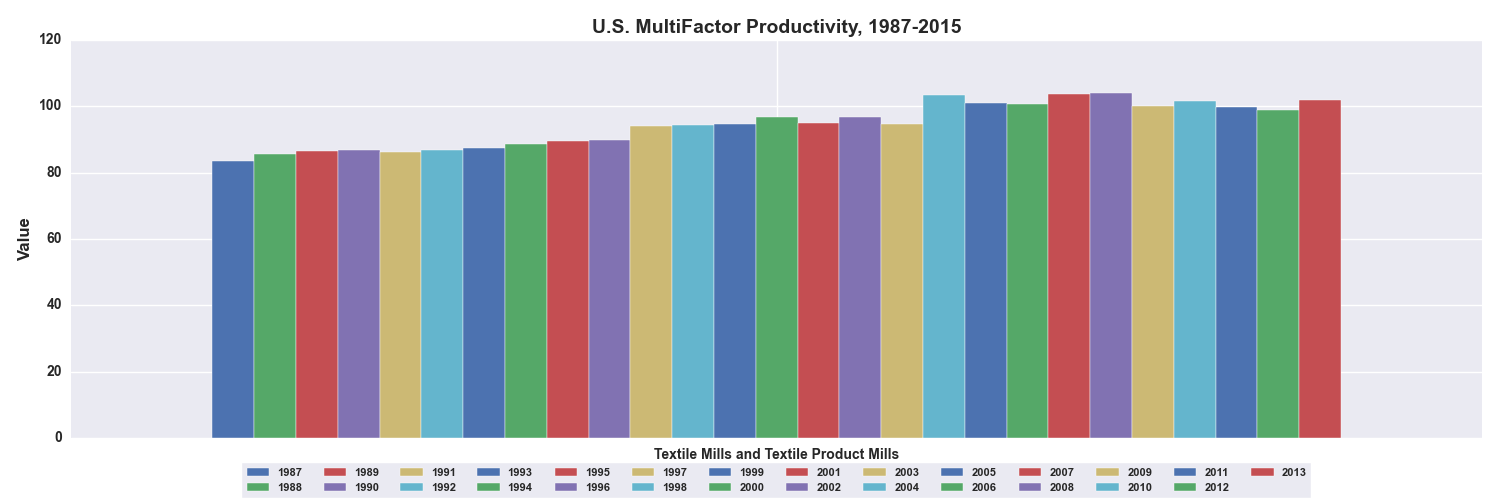 U.S. MultiFactor Productivity, 1987-2015
120
100
80
60
40
20
0
Value
Textile Mills and Textile Product Mills
1987 1989 1991 1993 1995 1997 1999 2001 2003 2005 2007 2009 2011 2013
1988 1990 1992 1994 1996 1998 2000 2002 2004 2006 2008 2010 2012